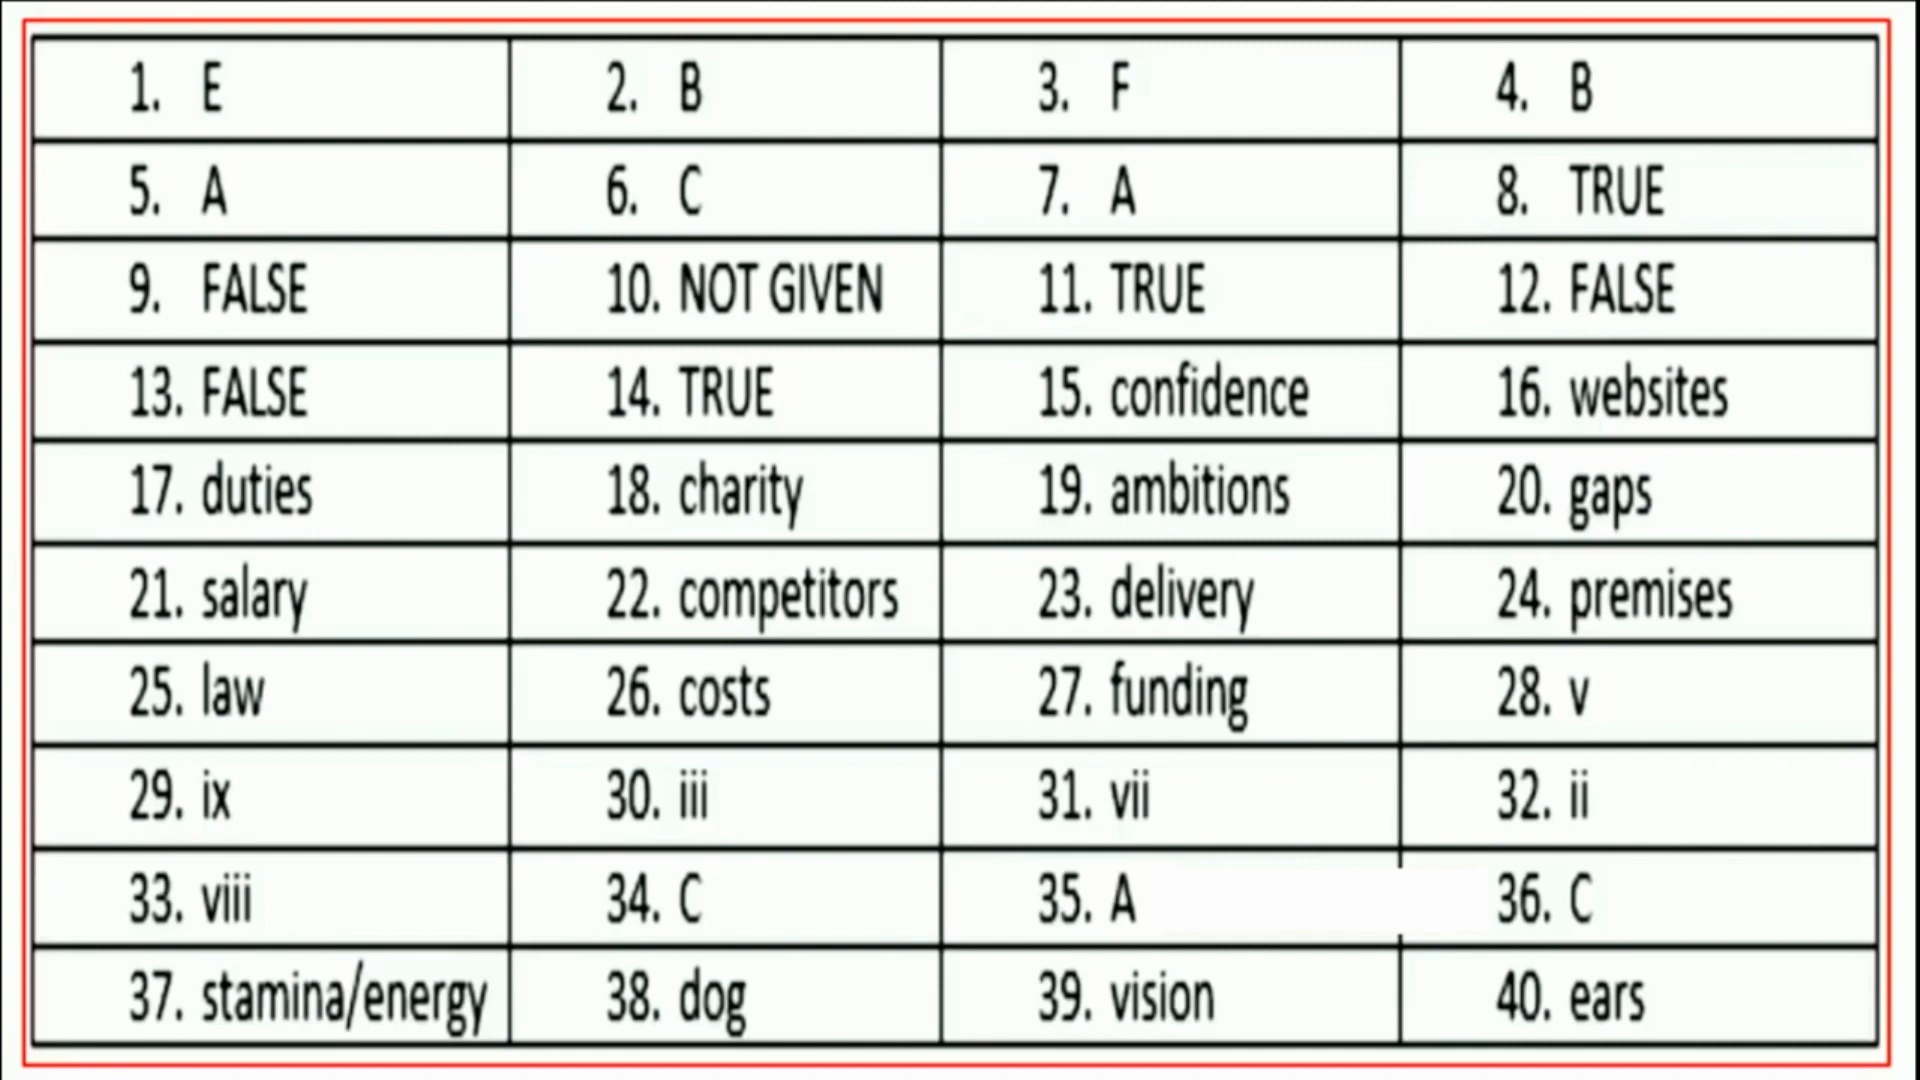 1. E 2. B 3. F 4. B
5. A 6. C 7. A 8. TRUE
9. FALSE 10. NOT GIVEN 11. TRUE 12. FALSE
13. FALSE 14. TRUE 15. confidence 16. websites
17. duties 18. charity 19. ambitions 20. gaps
21. salary 22. competitors 23. delivery 24. premises
25. law 26. costs 27. funding 28. v
29. ix 30. iii 31. vii 32. ii
33. viii 34. C 35. A 36. C
37. stamina/energy 38. dog 39. vision 40. ears